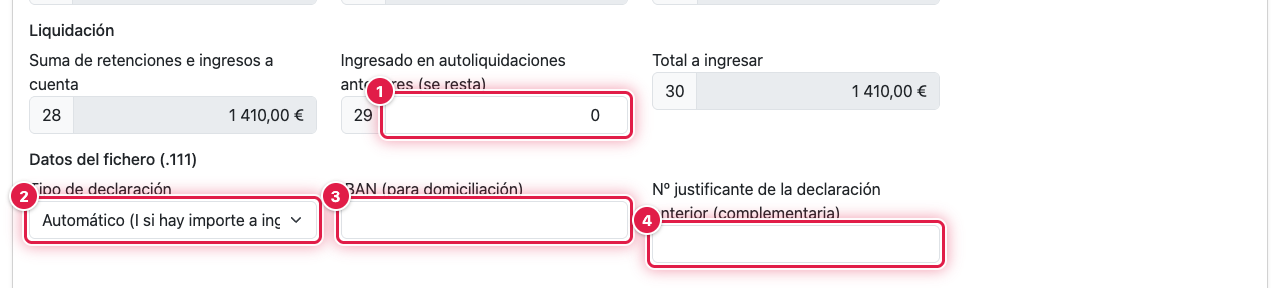 Liquidación
Suma de retenciones e ingresos a
cuenta
28
1 410,00 €
Ingresado en autoliquidaciones
(se resta)
29
0
Total a ingresar
30
1 410,00 €
1
Datos del fichero (.111)
Tipo de declaración
2
Automático (I si hay importe a ing
IBAN (para domiciliación)
3
Nº justificante de la declaración
anterior (complementaria)
4